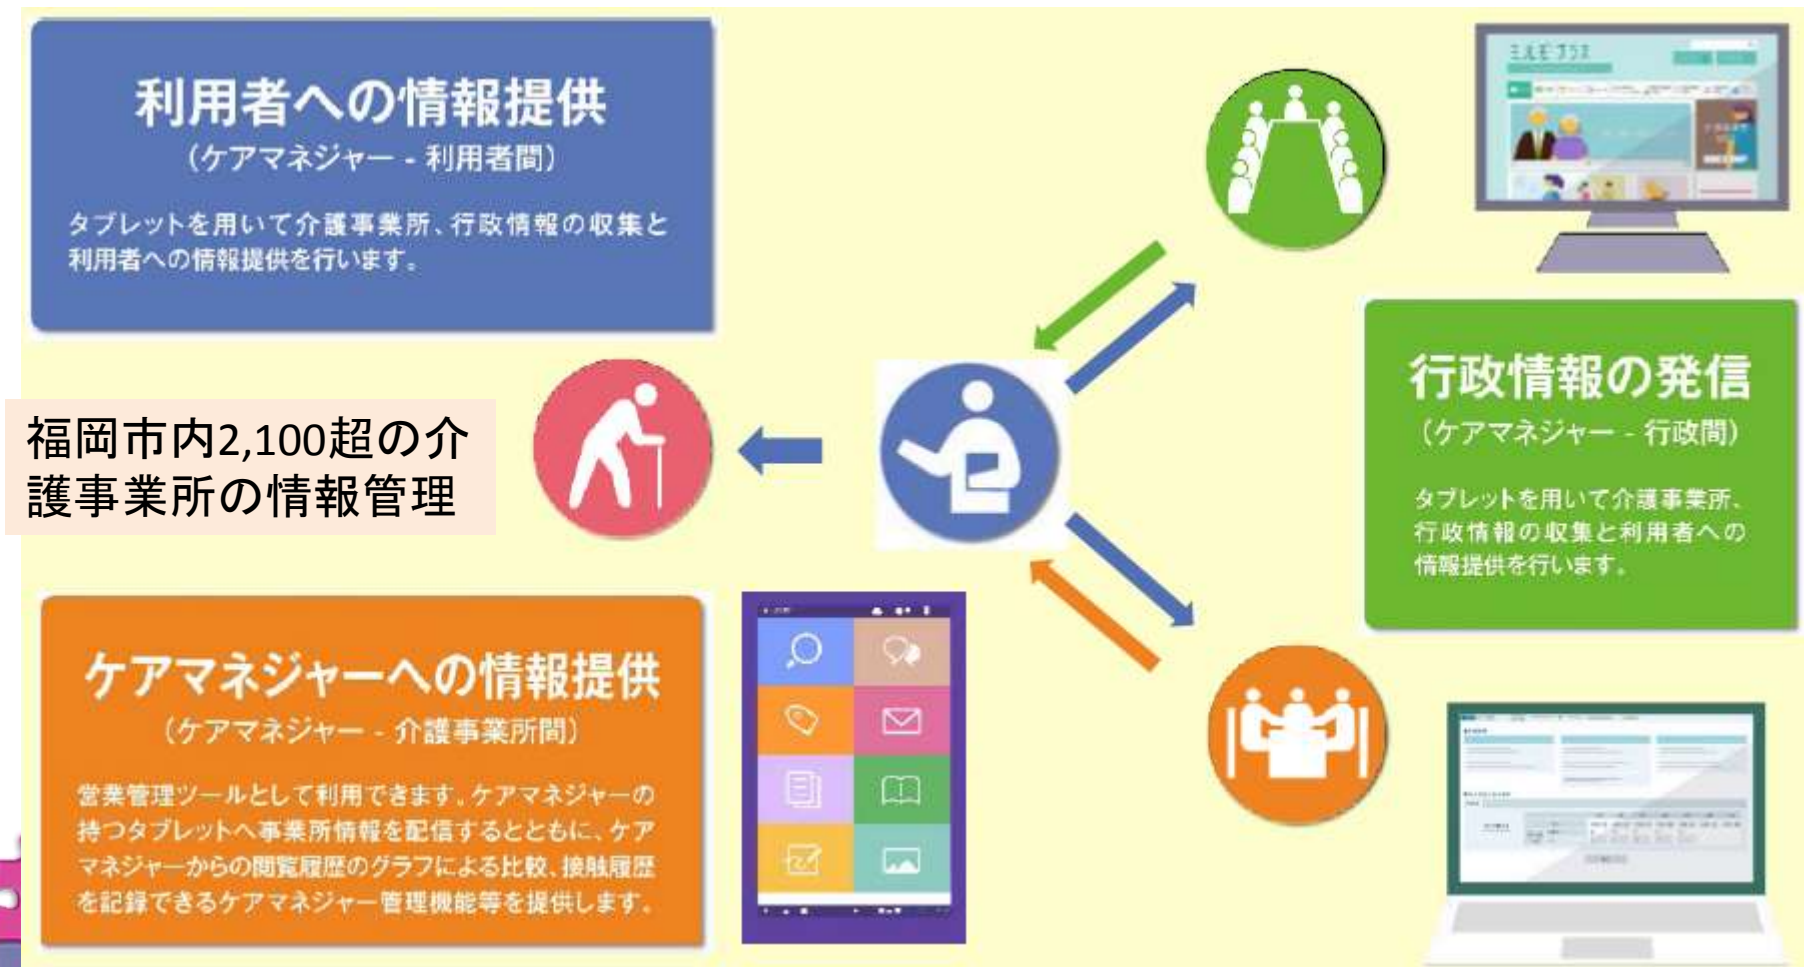 利用者への情報提供
(ケアマネジャー - 利用者間)
タブレットを用いて介護事業所、行政情報の収集と
利用者への情報提供を行います。
ミルモプラス
福岡市内2,100超の介
護事業所の情報管理
行政情報の発信
(ケアマネジャー - 行政間)
タブレットを用いて介護事業所、
行政情報の収集と利用者への
情報提供を行います。
ケアマネジャーへの情報提供
(ケアマネジャー - 介護事業所間)
営業管理ツールとして利用できます。ケアマネジャーの
持つタブレットへ事業所情報を配信するとともに、ケア
マネジャーからの閲覧履歴のグラフによる比較、接触履歴
を記録できるケアマネジャー管理機能等を提供します。